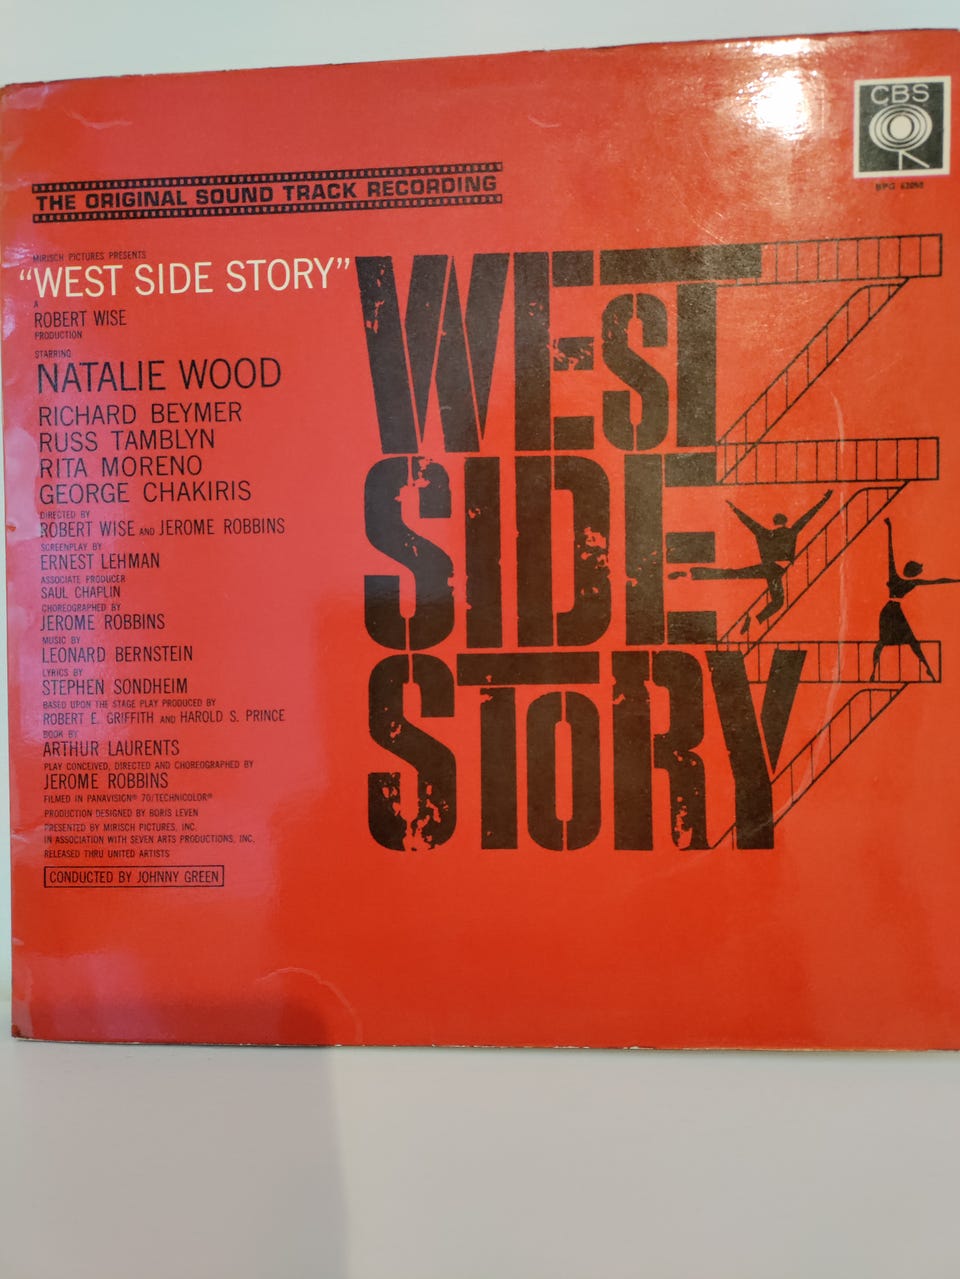 CBS
BPG 62058
THE ORIGINAL SOUND TRACK RECORDING
MIRISCH PICTURES PRESENTS
"WEST SIDE STORY"
A
ROBERT WISE
PRODUCTION
STARRING
NATALIE WOOD
RICHARD BEYMER
RUSS TAMBLYN
RITA MORENO
GEORGE CHAKIRIS
DIRECTED BY
ROBERT WISE AND JEROME ROBBINS
SCREENPLAY BY
ERNEST LEHMAN
ASSOCIATE PRODUCER
SAUL CHAPLIN
CHOREOGRAPHED BY
JEROME ROBBINS
MUSIC BY
LEONARD BERNSTEIN
LYRICS BY
STEPHEN SONDHEIM
BASED UPON THE STAGE PLAY PRODUCED BY
ROBERT E. GRIFFITH AND HAROLD S. PRINCE
BOOK BY
ARTHUR LAURENTS
PLAY CONCEIVED, DIRECTED AND CHOREOGRAPHED BY
JEROME ROBBINS
FILMED IN PANAVISION® 70/TECHNICOLOR®
PRODUCTION DESIGNED BY BORIS LEVEN
PRESENTED BY MIRISCH PICTURES, INC.
IN ASSOCIATION WITH SEVEN ARTS PRODUCTIONS, INC.
RELEASED THRU UNITED ARTISTS
CONDUCTED BY JOHNNY GREEN
WEST
SIDE
STORY